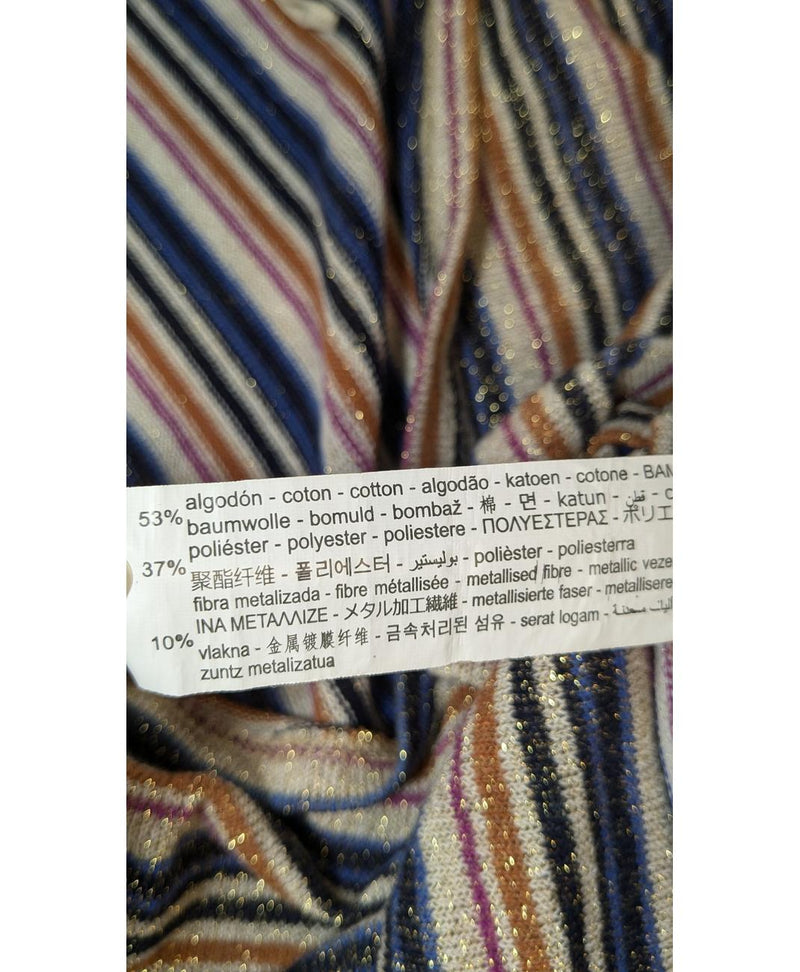 53% algodón - coton - cotton - algodão - katoen - cotone -
baumwolle - bomuld - bombaž - 棉 - 면 - katun - قطن -
poliéster - polyester - poliestere - ΠΟΛΥΕΣΤΕΡΑΣ -
37% 聚酯纤维 - 폴리에스터 - بوليستير - polièster - poliesterra
fibra metalizada - fibre métallisée - metallised fibre - metallic
10% ΙΝΑ ΜΕΤΑΛΛΙΖΕ - メタル加工繊維 - metallisierte faser -
vlakna - 金属镀膜纤维 - 금속처리된 섬유 - serat logam -
zuntz metalizatua